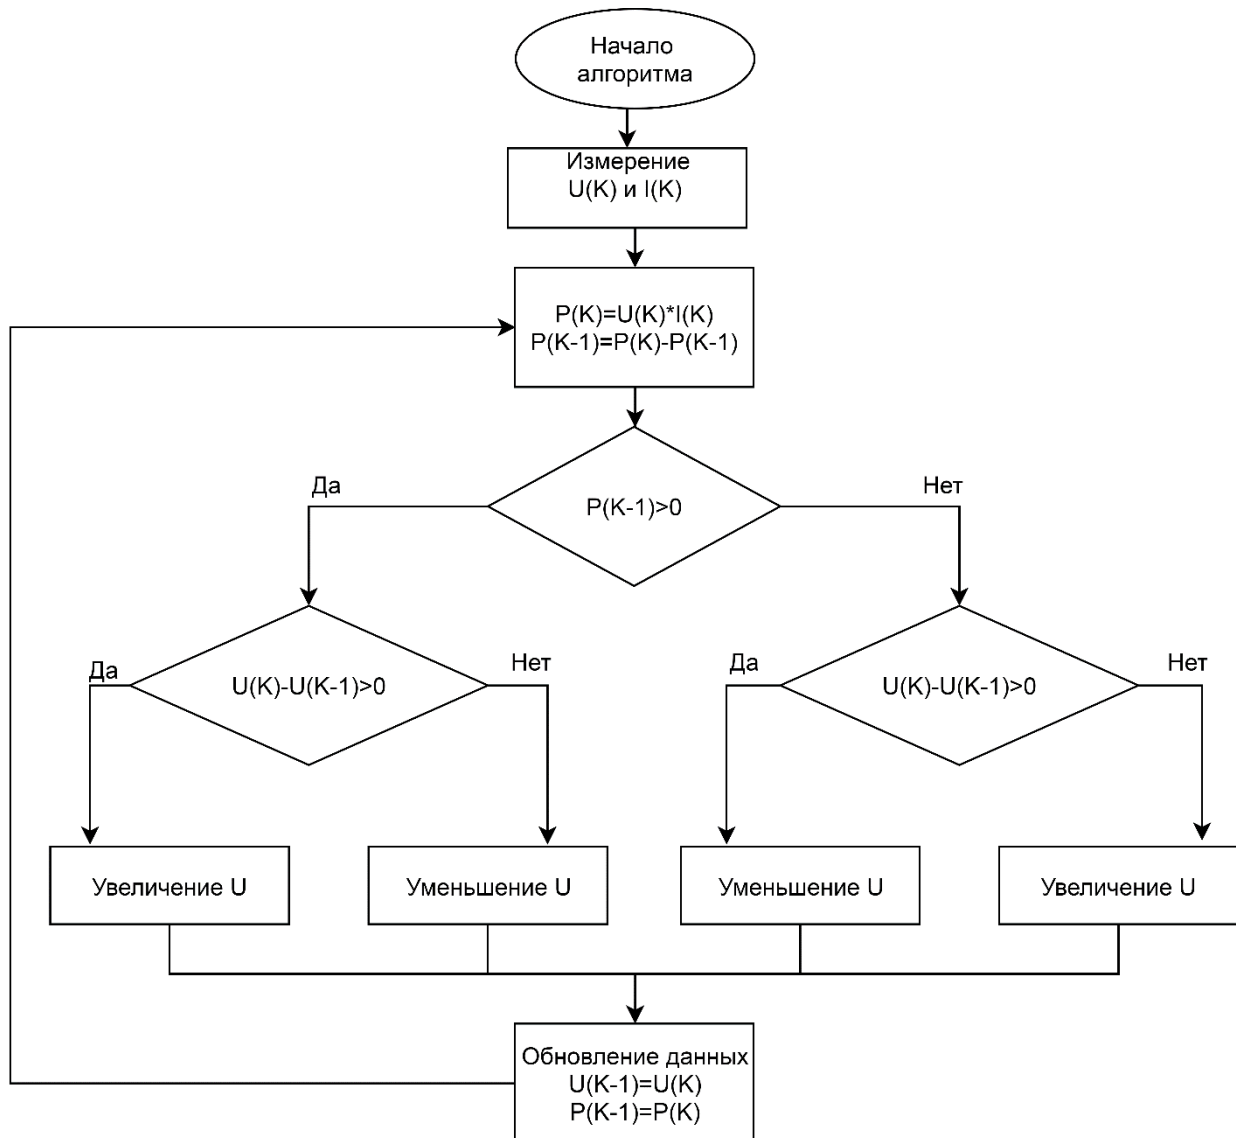 Начало
алгоритма
Измерение
U(K) и I(K)
P(K)=U(K)*I(K)
P(K-1)=P(K)-P(K-1)
Да
Нет
P(K-1)>0
Да
Нет
Да
Нет
U(K)-U(K-1)>0
U(K)-U(K-1)>0
Увеличение U
Уменьшение U
Уменьшение U
Увеличение U
Обновление данных
U(K-1)=U(K)
P(K-1)=P(K)